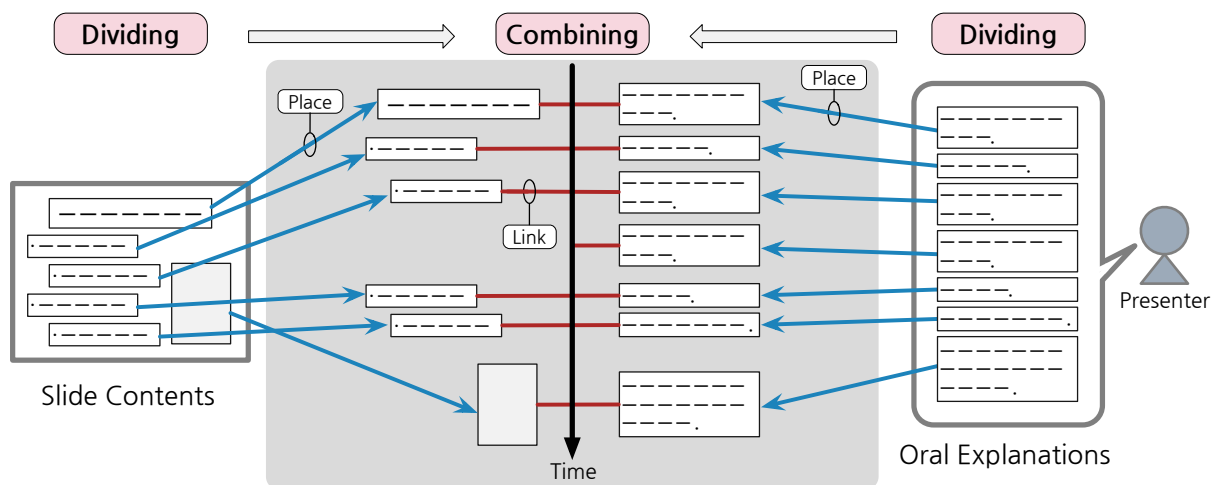 Dividing
Combining
Dividing
Place
Place
Link
Presenter
Slide Contents
Oral Explanations
Time